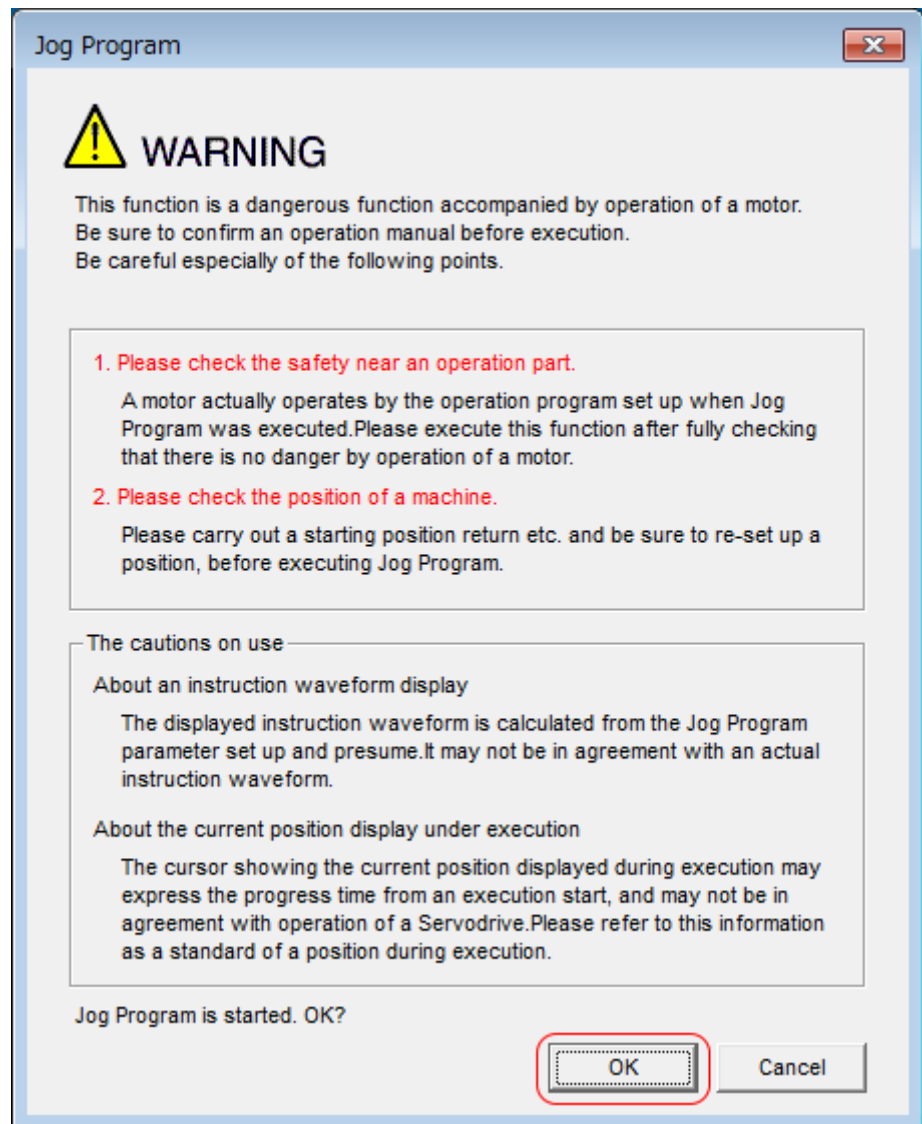 Jog Program
WARNING
This function is a dangerous function accompanied by operation of a motor.
Be sure to confirm an operation manual before execution.
Be careful especially of the following points.
1. Please check the safety near an operation part.
A motor actually operates by the operation program set up when Jog
Program was executed.Please execute this function after fully checking
that there is no danger by operation of a motor.
2. Please check the position of a machine.
Please carry out a starting position return etc. and be sure to re-set up a
position, before executing Jog Program.
The cautions on use
About an instruction waveform display
The displayed instruction waveform is calculated from the Jog Program
parameter set up and presume.It may not be in agreement with an actual
instruction waveform.
About the current position display under execution
The cursor showing the current position displayed during execution may
express the progress time from an execution start, and may not be in
agreement with operation of a Servodrive.Please refer to this information
as a standard of a position during execution.
Jog Program is started. OK?
OK
Cancel